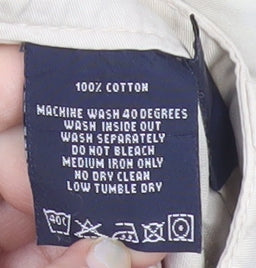 100% COTTON
MACHINE WASH 40 DEGREES
WASH INSIDE OUT
WASH SEPARATELY
DO NOT BLEACH
MEDIUM IRON ONLY
NO DRY CLEAN
LOW TUMBLE DRY
40